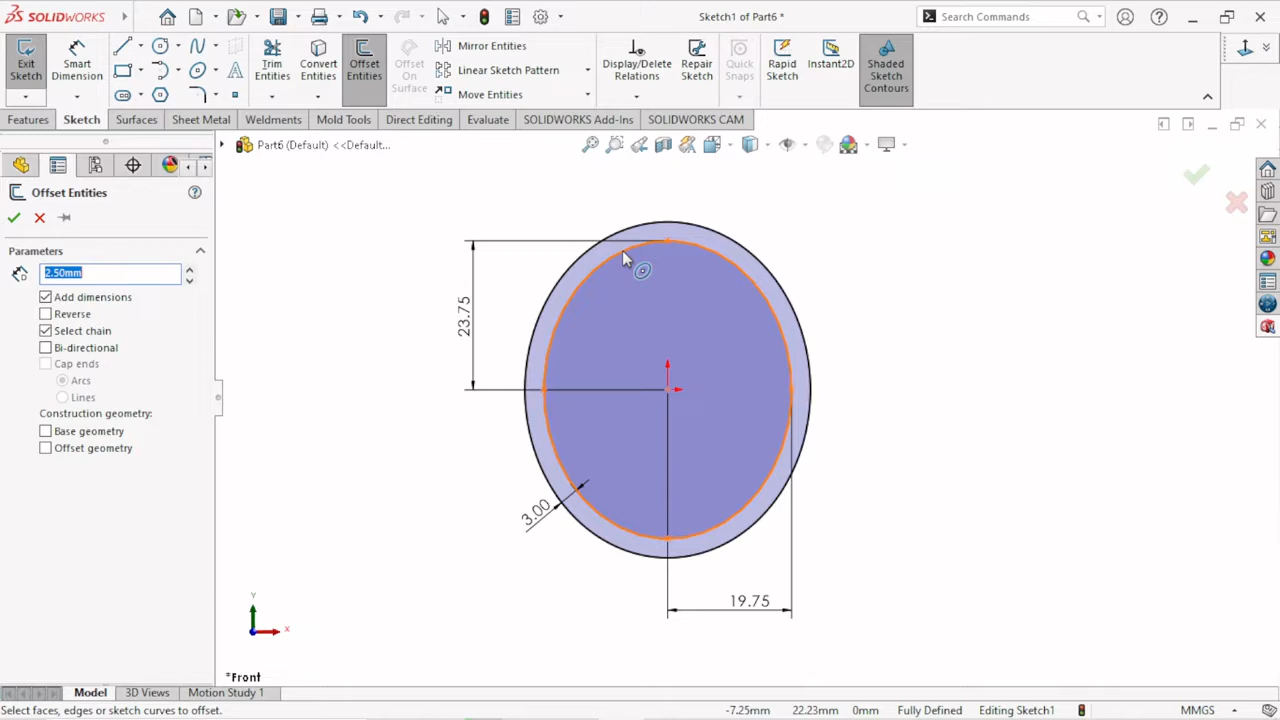 SOLIDWORKS
Sketch1 of Part6 *
Search Commands
Exit Sketch
Smart Dimension
Trim Entities
Convert Entities
Offset Entities
Offset On Surface
Mirror Entities
Linear Sketch Pattern
Move Entities
Display/Delete Relations
Repair Sketch
Quick Snaps
Rapid Sketch
Instant2D
Shaded Sketch Contours
Features
Sketch
Surfaces
Sheet Metal
Weldments
Mold Tools
Direct Editing
Evaluate
SOLIDWORKS Add-Ins
SOLIDWORKS CAM
Part6 (Default) <<Default...
Offset Entities
Parameters
2.50mm
Add dimensions
Reverse
Select chain
Bi-directional
Cap ends
Arcs
Lines
Construction geometry:
Base geometry
Offset geometry
23.75
3.00
19.75
Y
X
*Front
Model
3D Views
Motion Study 1
Select faces, edges or sketch curves to offset.
-7.25mm
22.23mm
0mm
Fully Defined
Editing Sketch1
MMGS